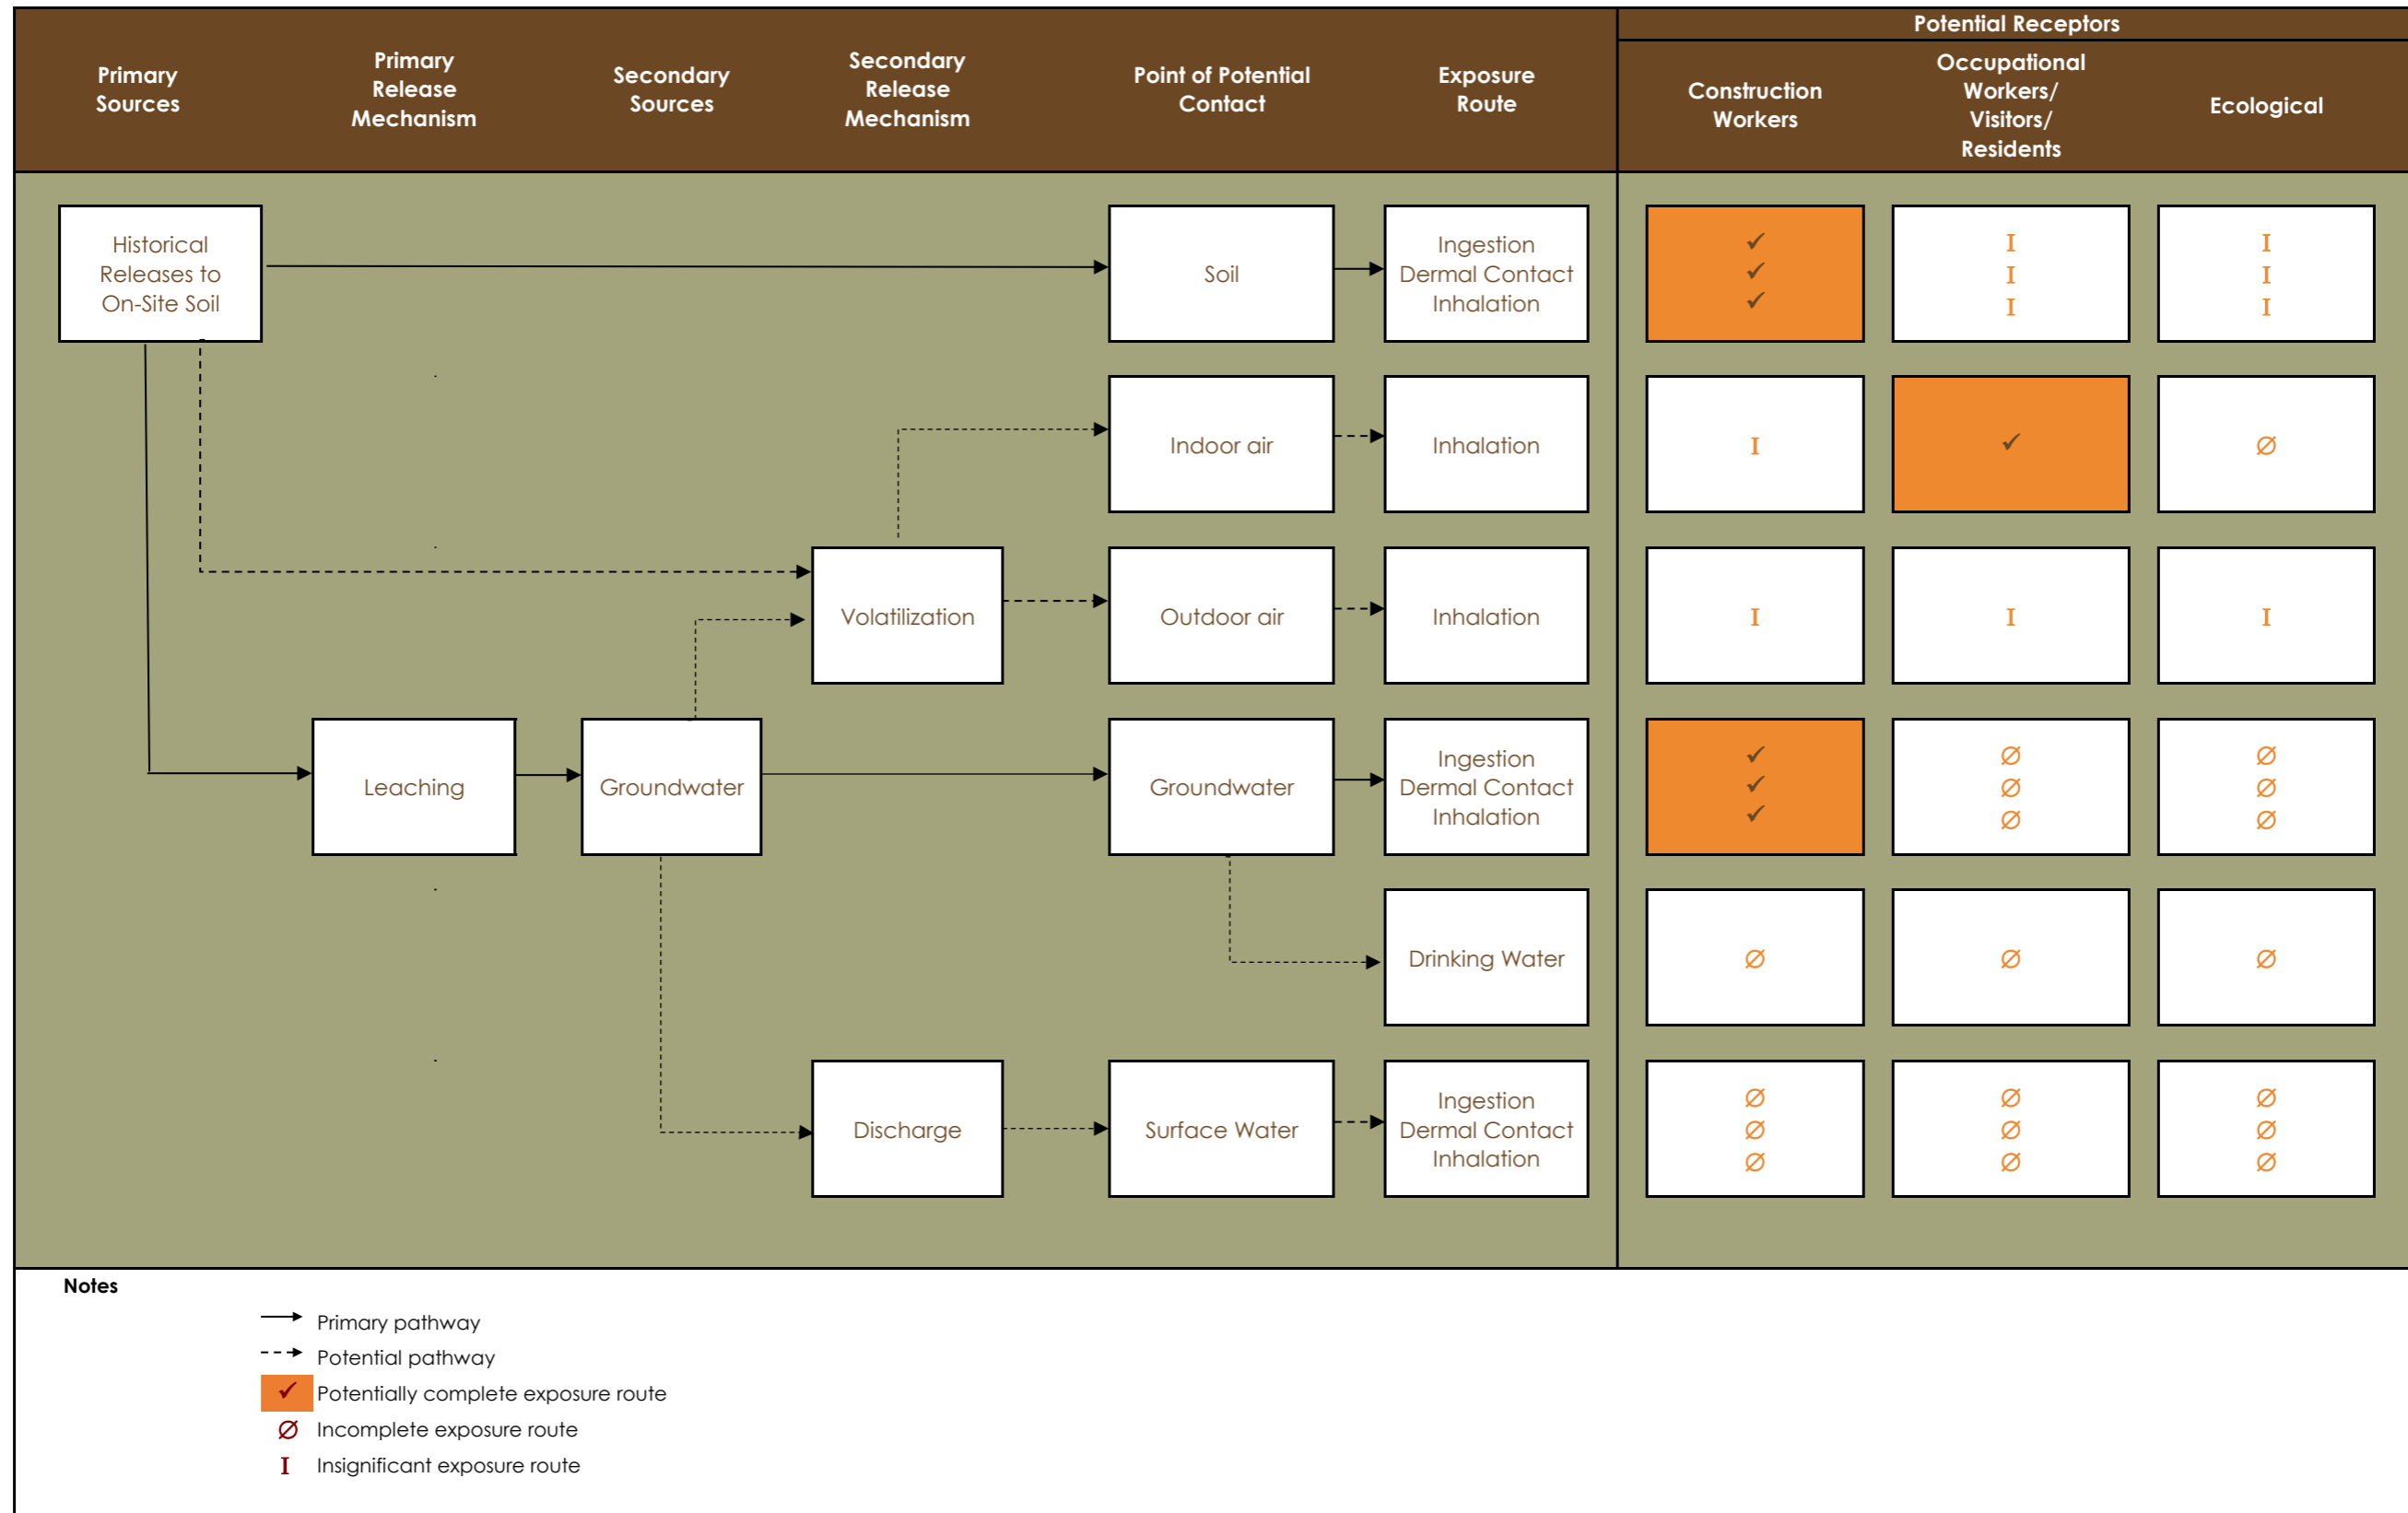 Potential Receptors
Primary
Sources
Primary
Release
Mechanism
Secondary
Sources
Secondary
Release
Mechanism
Point of Potential
Contact
Exposure
Route
Construction
Workers
Occupational
Workers/
Visitors/
Residents
Ecological
Historical
Releases to
On-Site Soil
Soil
Ingestion
Dermal Contact
Inhalation
✓
✓
✓
I
I
I
I
I
I
Indoor air
Inhalation
I
✓
∅
Volatilization
Outdoor air
Inhalation
I
I
I
Leaching
Groundwater
Groundwater
Ingestion
Dermal Contact
Inhalation
✓
✓
✓
∅
∅
∅
∅
∅
∅
Drinking Water
∅
∅
∅
Discharge
Surface Water
Ingestion
Dermal Contact
Inhalation
∅
∅
∅
∅
∅
∅
∅
∅
∅
Notes
Primary pathway
Potential pathway
✓ Potentially complete exposure route
∅ Incomplete exposure route
I Insignificant exposure route